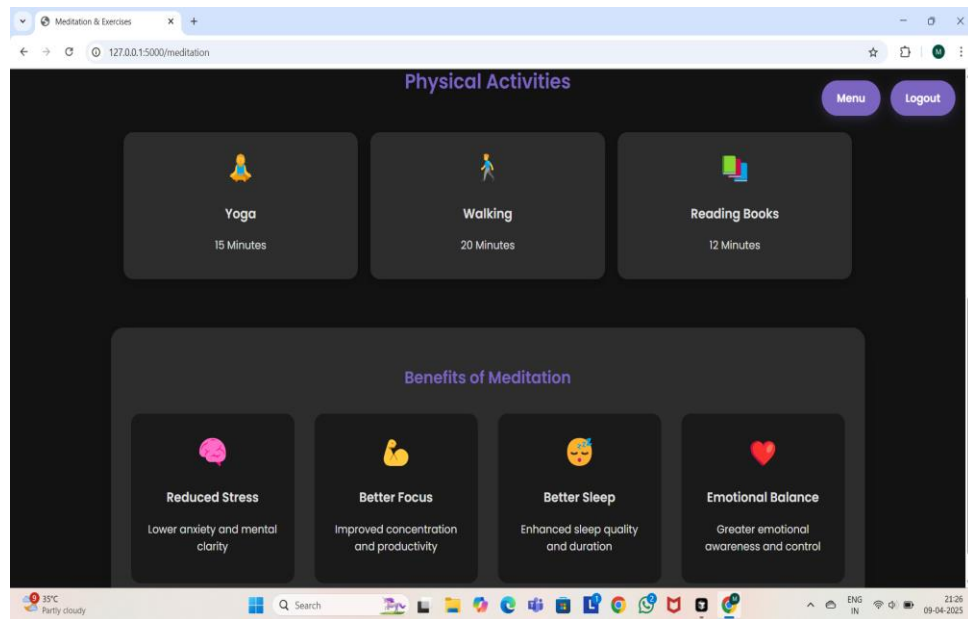 Meditation & Exercises
127.0.0.1:5000/meditation
M
Physical Activities
Menu
Logout
Yoga
Walking
Reading Books
15 Minutes
20 Minutes
12 Minutes
Benefits of Meditation
Reduced Stress
Better Focus
Better Sleep
Emotional Balance
Lower anxiety and mental
clarity
Improved concentration
and productivity
Enhanced sleep quality
and duration
Greater emotional
awareness and control
9
35°C
Partly cloudy
Search
ENG
IN
21:26
09-04-2025